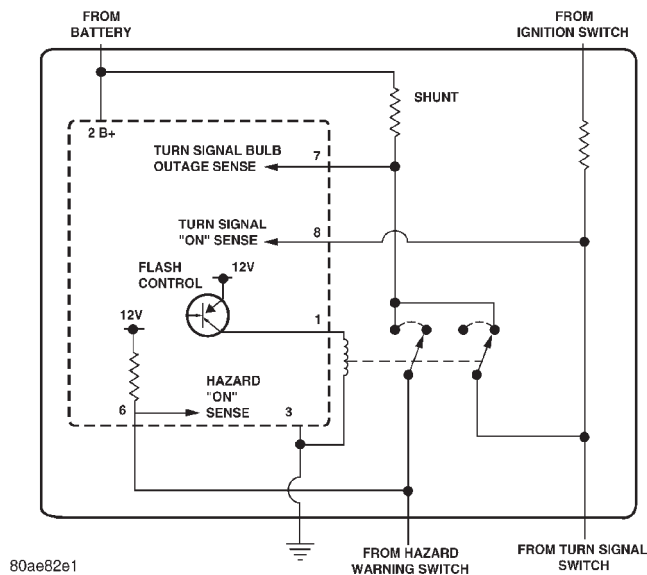 FROM
BATTERY
FROM
IGNITION SWITCH
SHUNT
2 B+
TURN SIGNAL BULB
OUTAGE SENSE
7
TURN SIGNAL
"ON" SENSE
8
FLASH
CONTROL
12V
12V
1
HAZARD
"ON"
SENSE
6
3
FROM HAZARD
WARNING SWITCH
FROM TURN SIGNAL
SWITCH
80ae82e1